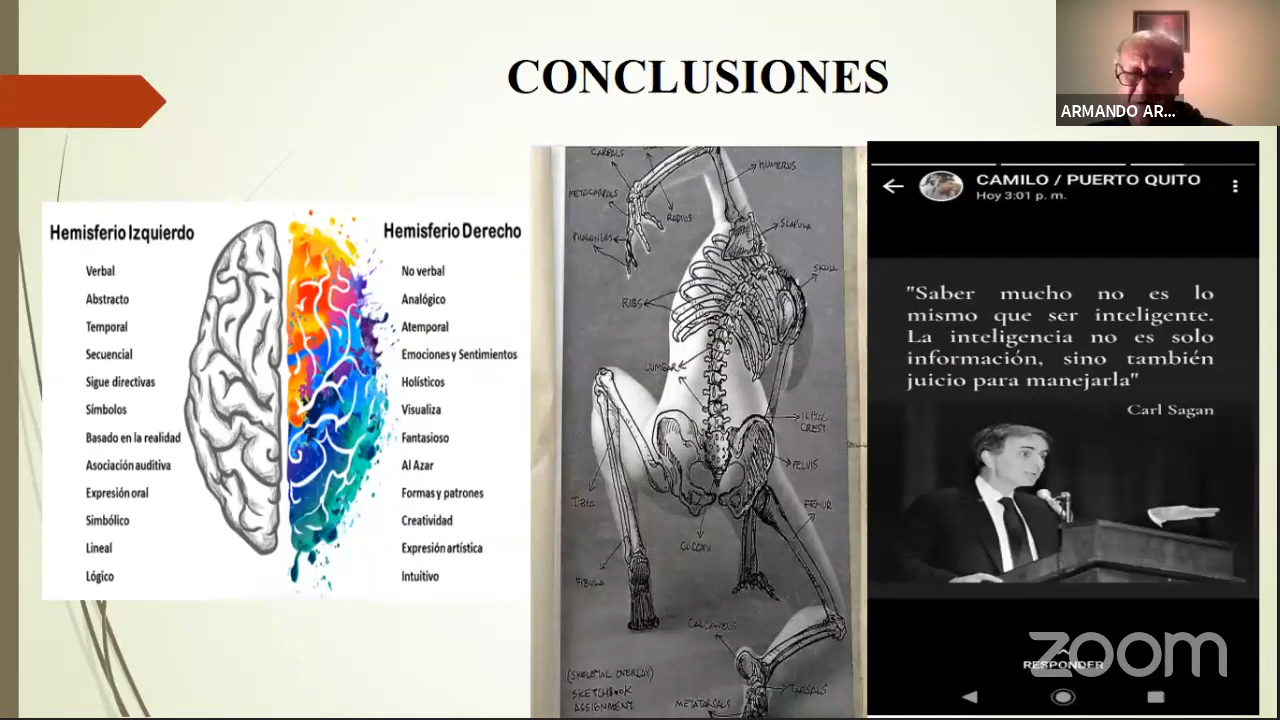 CONCLUSIONES
ARMANDO AR...
Hemisferio Izquierdo
Verbal
Abstracto
Temporal
Secuencial
Sigue directivas
Símbolos
Basado en la realidad
Asociación auditiva
Expresión oral
Simbólico
Lineal
Lógico
Hemisferio Derecho
No verbal
Analógico
Atemporal
Emociones y Sentimientos
Holísticos
Visualiza
Fantasioso
Al Azar
Formas y patrones
Creatividad
Expresión artística
Intuitivo
CARPALS
HUMERUS
METACARPALS
RADIUS
PHALANGES
SCAPULA
SKULL
RIBS
LUMBAR
ILIAC
CREST
PELVIS
TIBIA
FEMUR
COCCYX
FIBULA
CALCANEUS
(SKELETAL OVERLAY)
SKETCHBOOK
ASSIGNMENT
TARSALS
METATARSALS
CAMILO / PUERTO QUITO
Hoy 3:01 p. m.
"Saber mucho no es lo
mismo que ser inteligente.
La inteligencia no es solo
información, sino también
juicio para manejarla"
Carl Sagan
RESPONDER
zoom